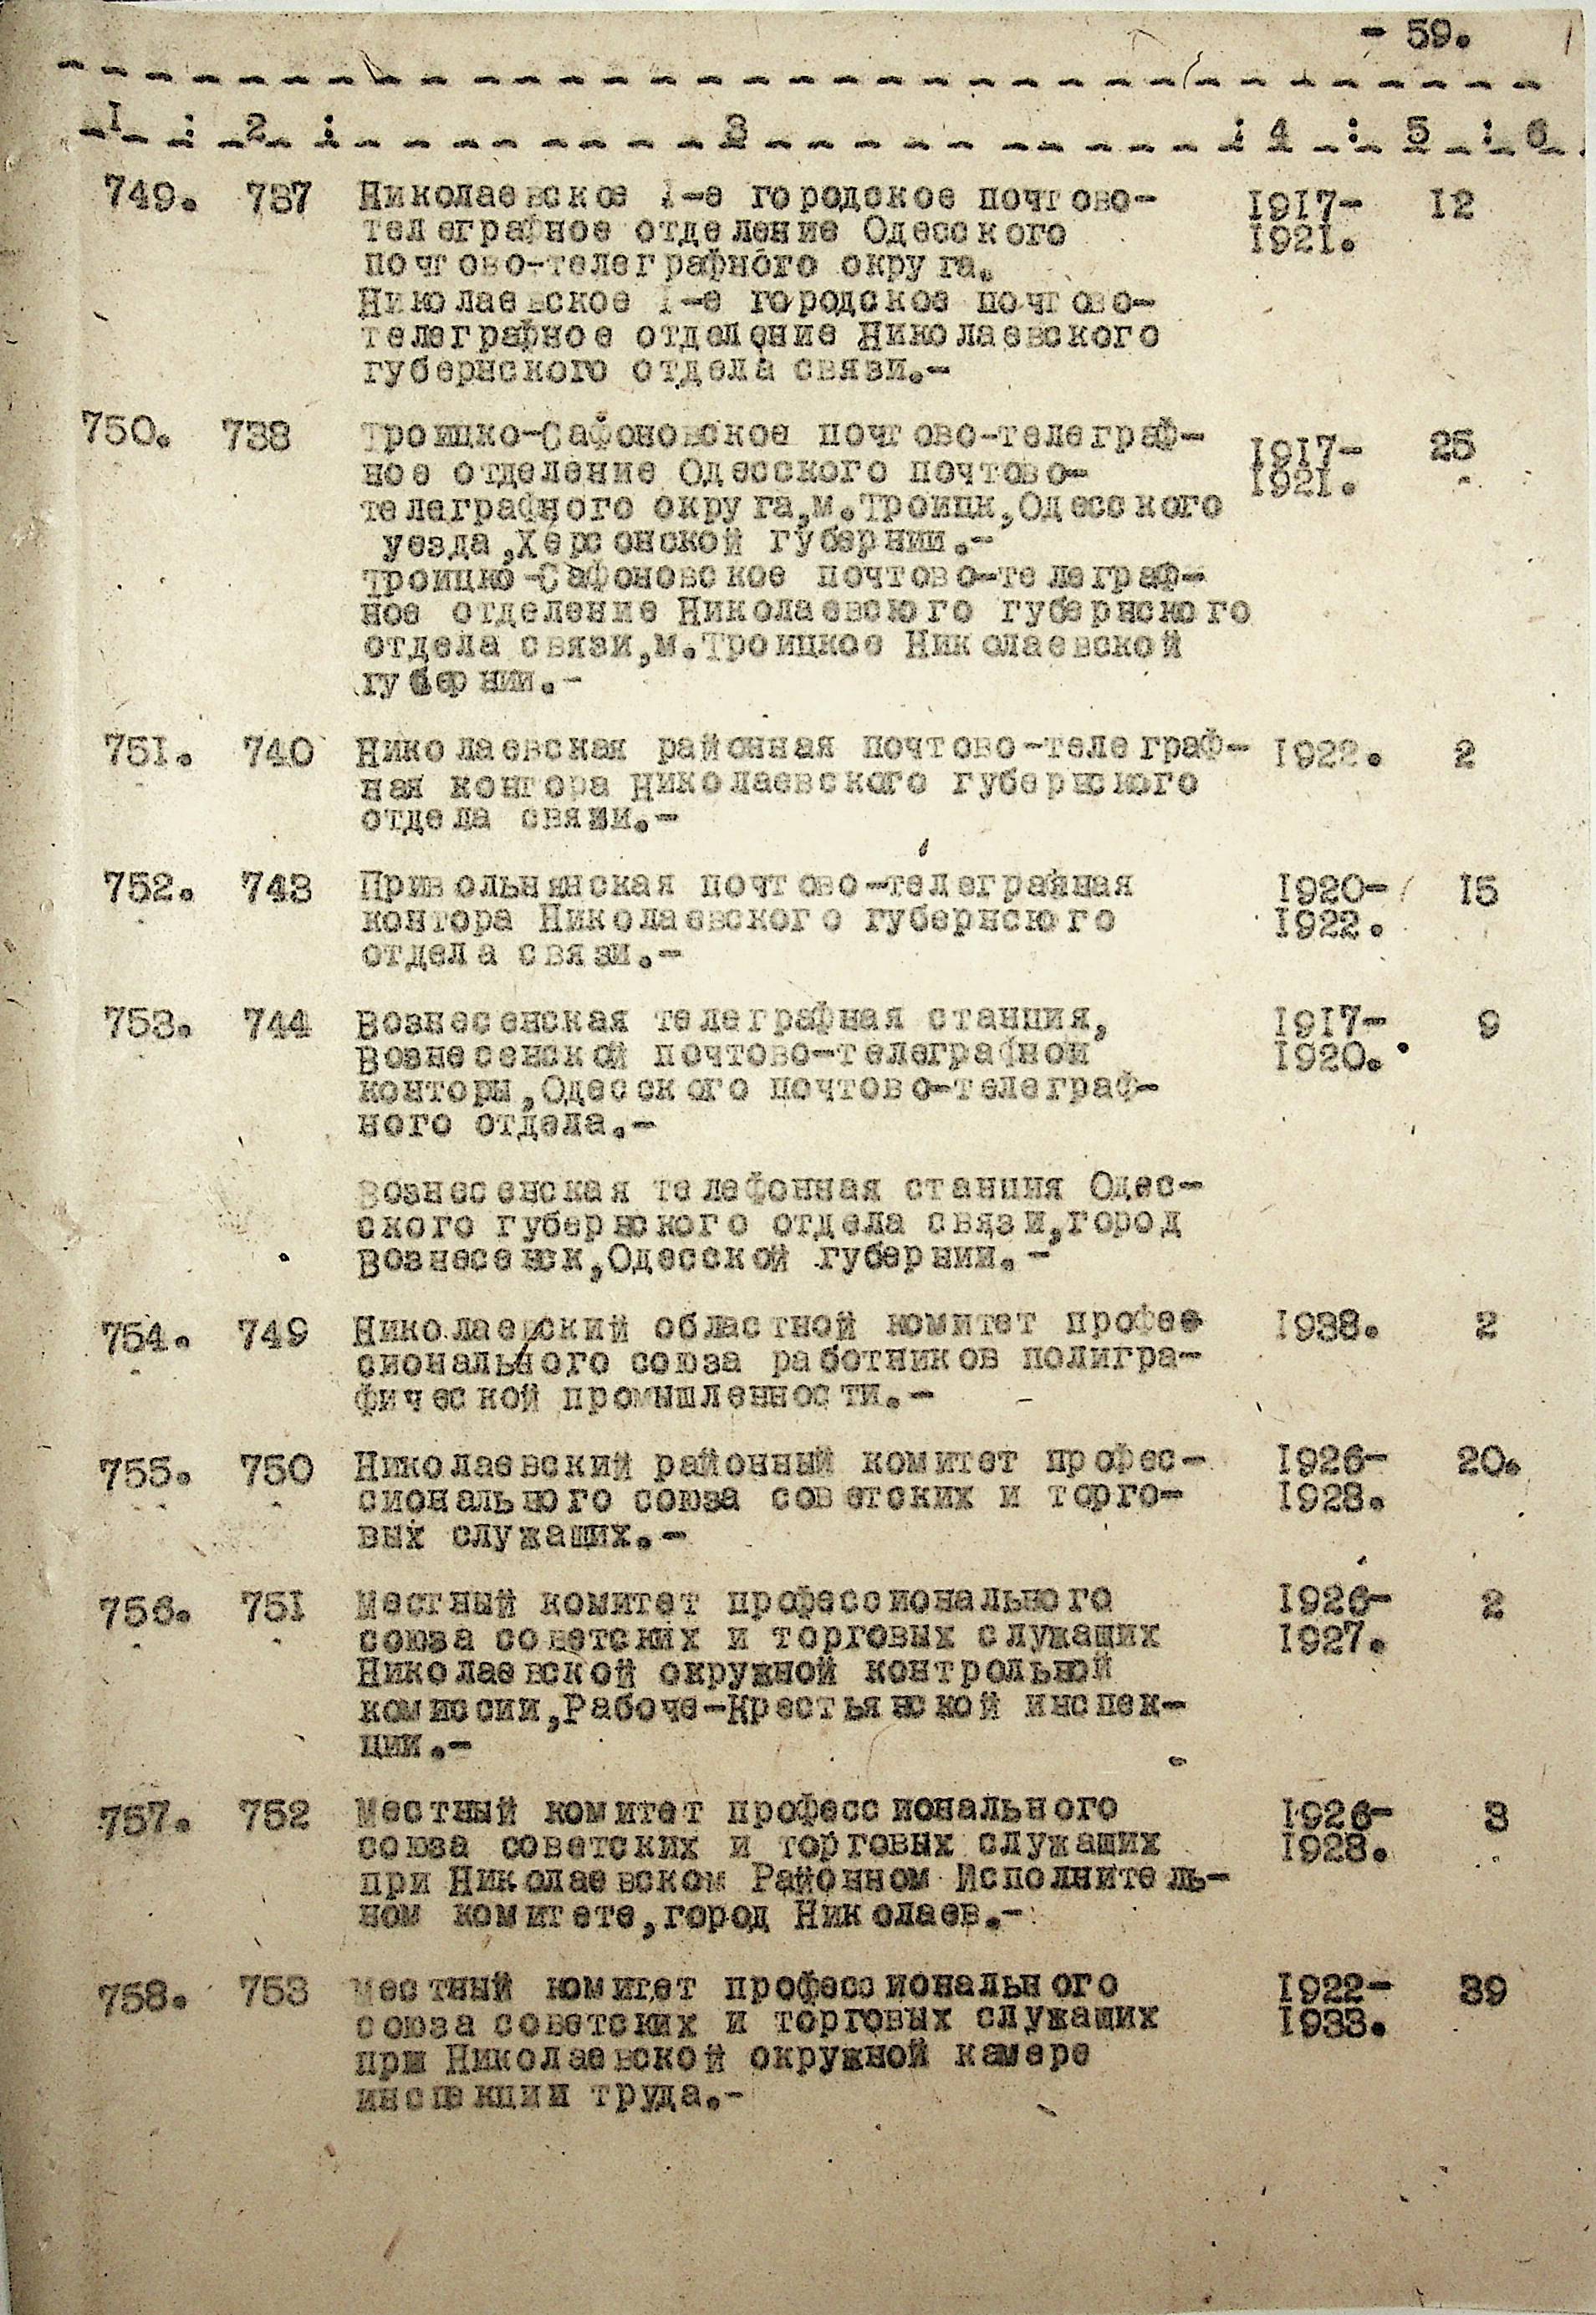 - 59.
I : 2 : 3 : 4 : 5 : 6
749. 737 Николаевское 1-е городское почтово- 1917- 12
телеграфное отделение Одесского 1921.
почтово-телеграфного округа.
Николаевское 1-е городское почтово-
телеграфное отделение Николаевского
губернского отдела связи.-
750. 738 Троицко-Сафоновское почтово-телеграф- 1917- 25
ное отделение Одесского почтово- 1921.
телеграфного округа,м.Троицк,Одесского
уезда,Херсонской губернии.-
Троицко-Сафоновское почтово-телеграф-
ное отделение Николаевского губернского
отдела связи,м.Троицкое Николаевской
губернии.-
751. 740 Николаевская районная почтово-телеграф- 1922. 2
ная контора Николаевского губернского
отдела связи.-
752. 743 Привольнянская почтово-телеграфная 1920- 15
контора Николаевского губернского 1922.
отдела связи.-
753. 744 Вознесенская телеграфная станция, 1917- 9
Вознесенской почтово-телеграфной 1920.
конторы,Одесского почтово-телеграф-
ного отдела.-
Вознесенская телефонная станция Одес-
ского губернского отдела связи,город
Вознесенск,Одесской губернии.-
754. 749 Николаевский областной комитет профес 1938. 2
сионального союза работников полигра-
фической промышленности.-
755. 750 Николаевский районный комитет профес- 1926- 20.
сионального союза советских и торго- 1928.
вых служащих.-
756. 751 Местный комитет профессионального 1926- 2
союза советских и торговых служащих 1927.
Николаевской окружной контрольной
комиссии,Рабоче-Крестьянской инспек-
ции.-
757. 752 Местный комитет профессионального 1926- 3
союза советских и торговых служащих 1928.
при Николаевском Районном Исполнитель-
ном комитете,город Николаев.-
758. 753 Местный комитет профессионального 1922- 39
союза советских и торговых служащих 1933.
при Николаевской окружной камере
инспекции труда.-